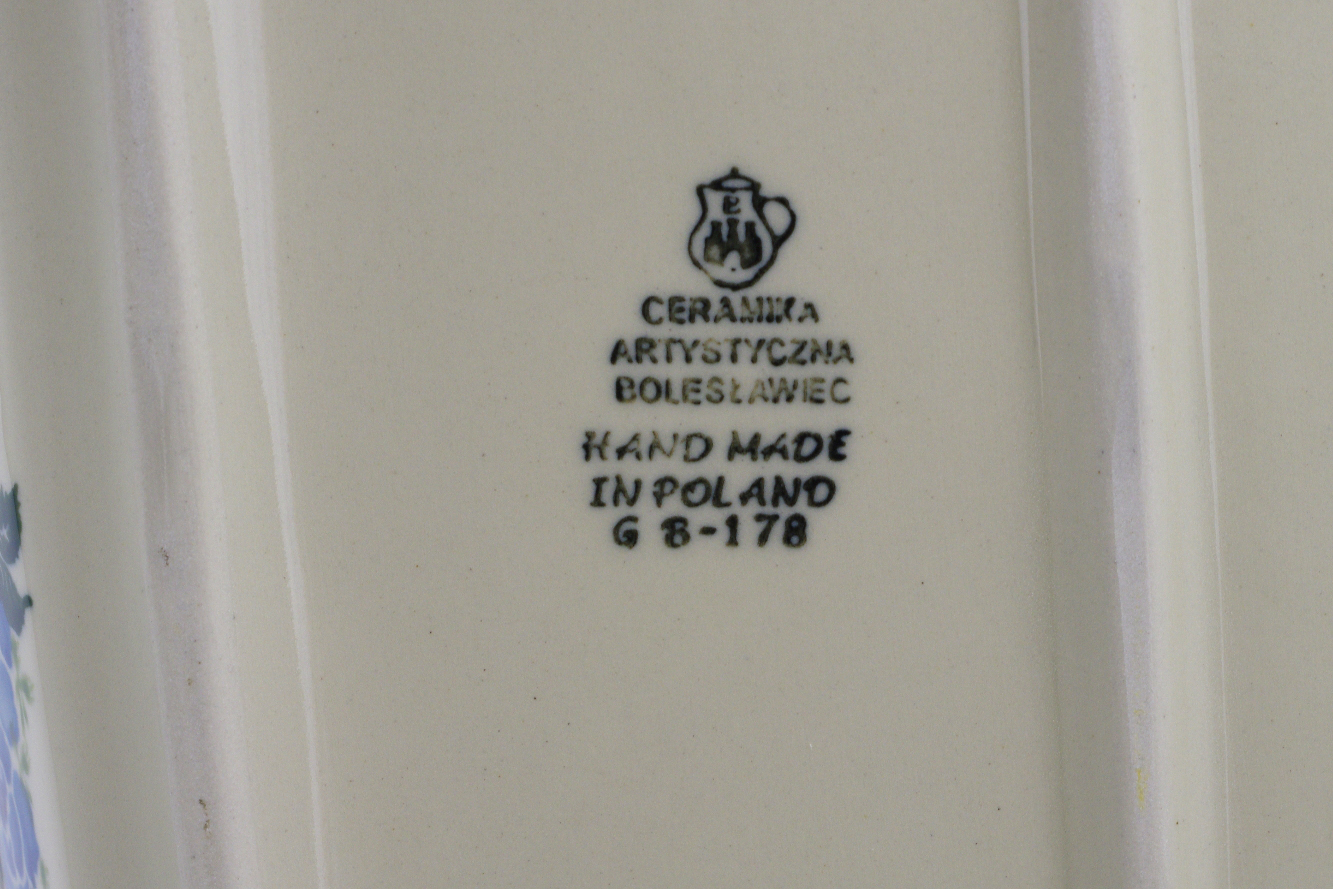 B
CERAMIKA
ARTYSTYCZNA
BOLESŁAWIEC
HAND MADE
IN POLAND
G B-178